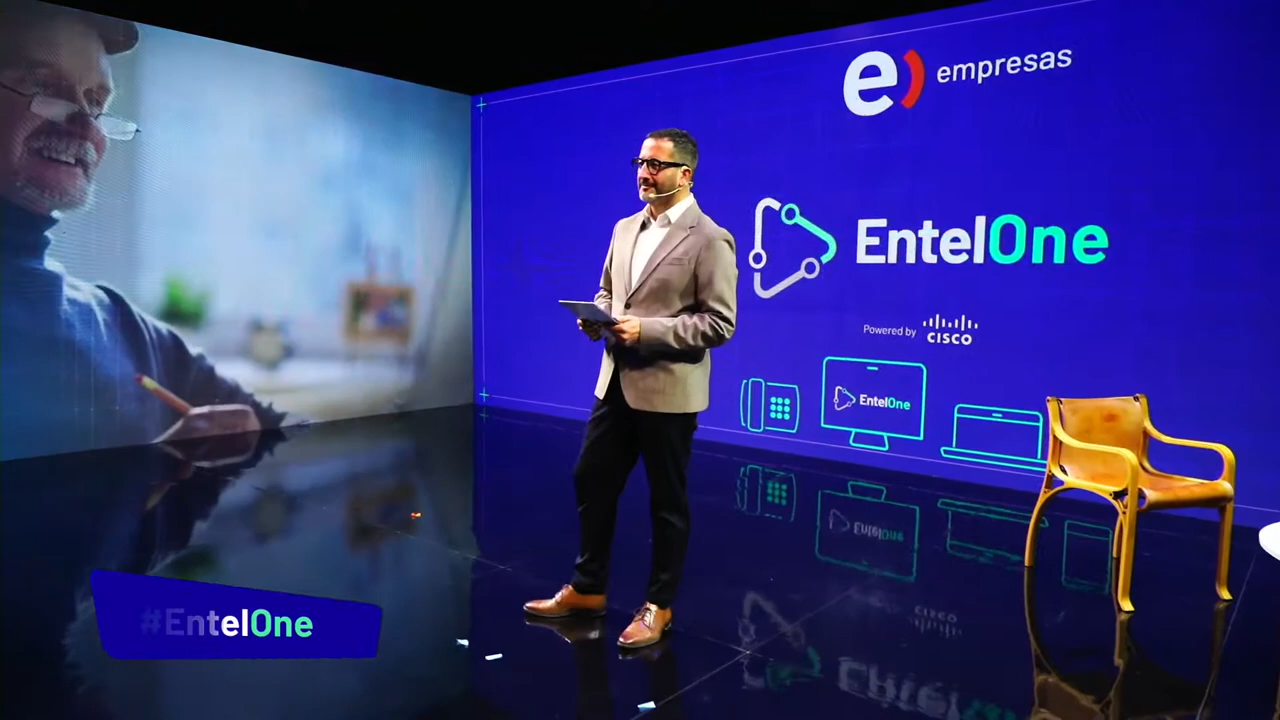 e) empresas
EntelOne
Powered by
CISCO
EntelOne
#EntelOne